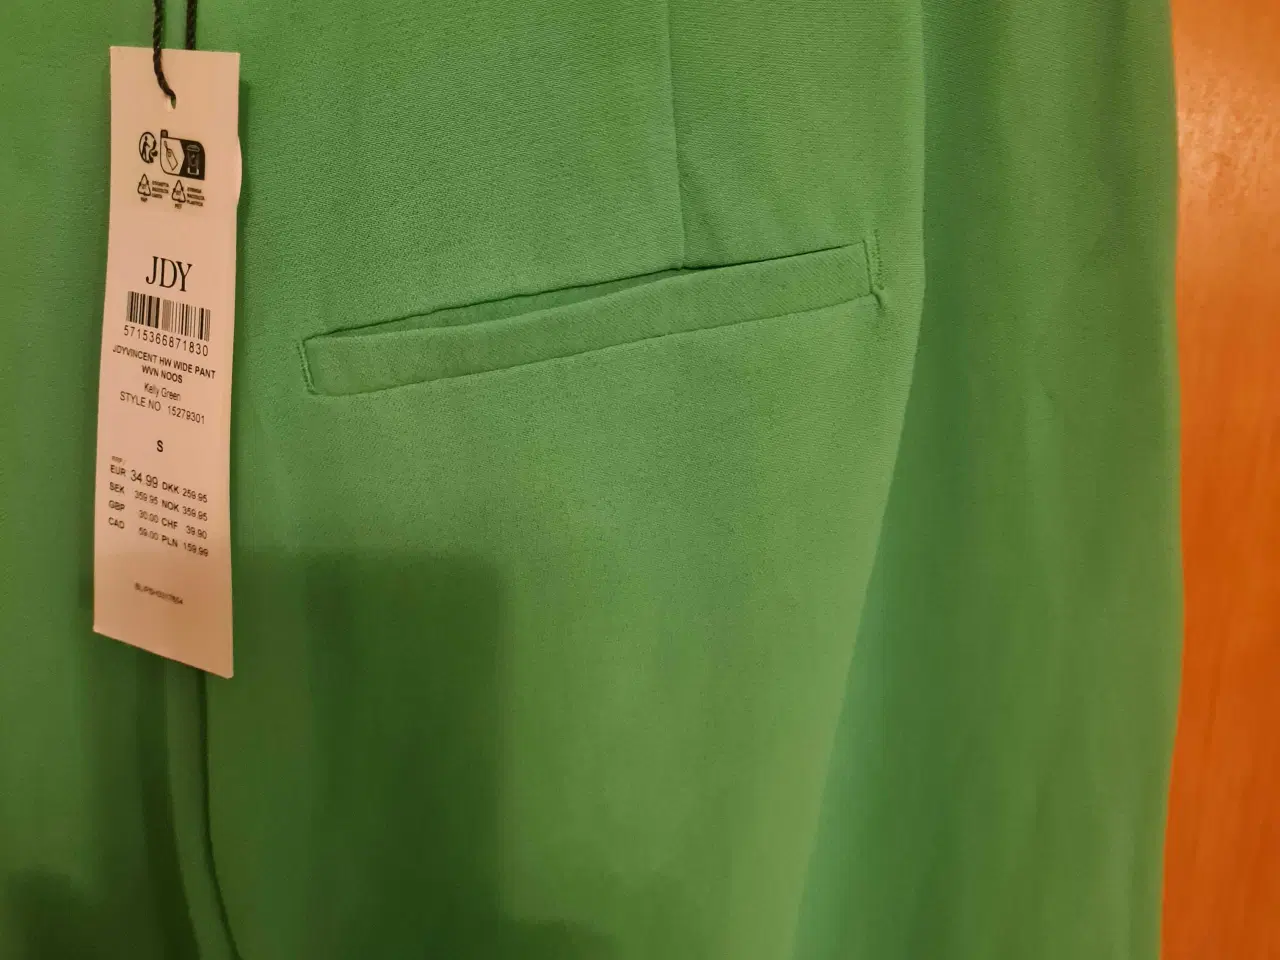 JDY
5715366871830
JDYVINCENT HW WIDE PANT
WVN NOOS
Kelly Green
STYLE NO 15279301
S
EUR 34.99 DKK 259.95
SEK 359.95 NOK 359.95
GBP 30.00 CHF 39.90
CAD 59.00 PLN 159.99